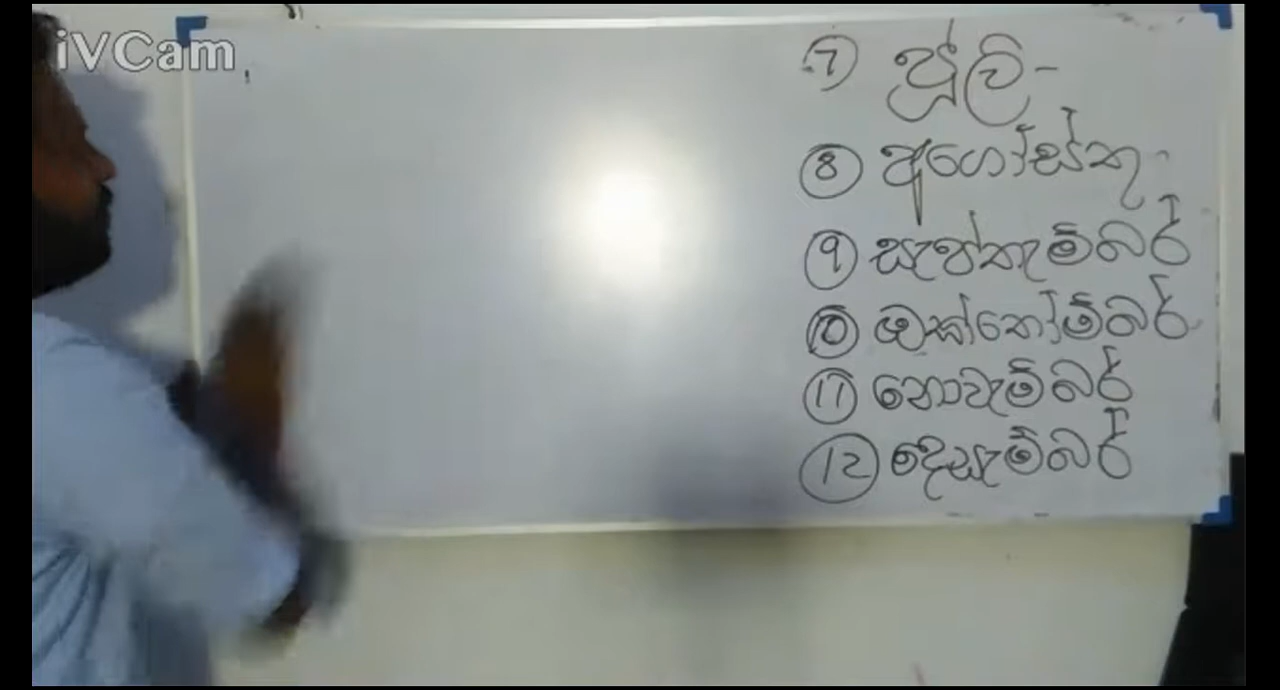 iVCam
⑦ ජූලි -
⑧ අගෝස්තු -
⑨ සැප්තැම්බර්
⑩ ඔක්තෝම්බර්
⑪ නොවැම්බර්
⑫ දෙසැම්බර්